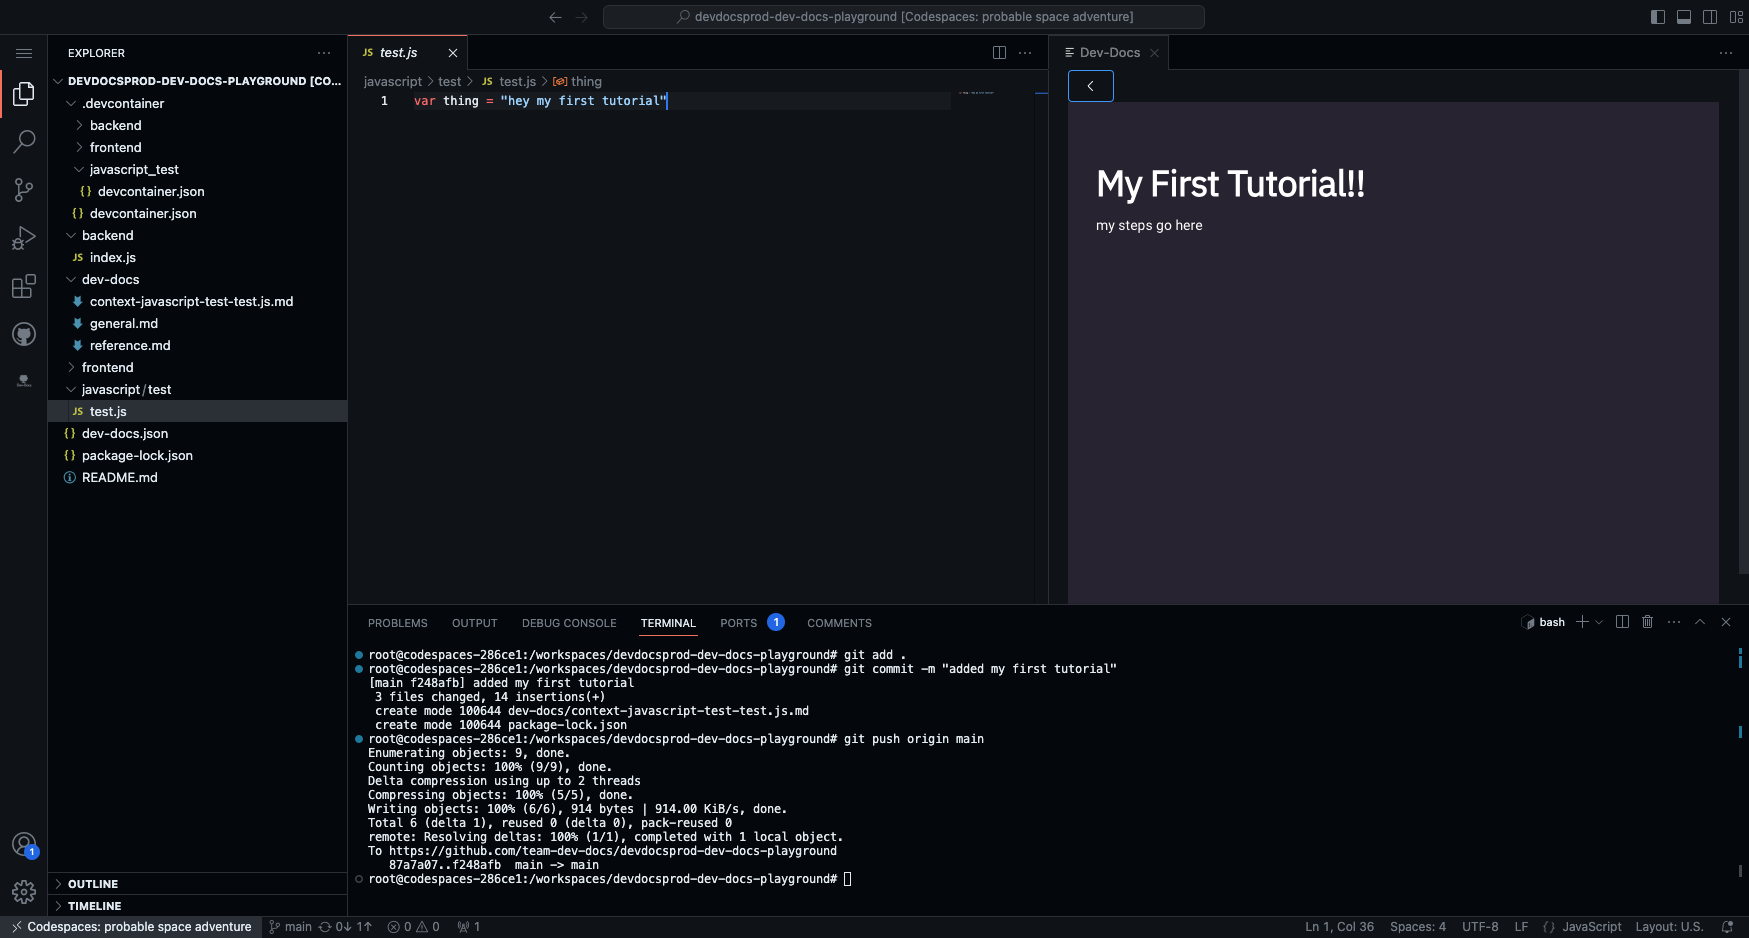 devdocsprod-dev-docs-playground [Codespaces: probable space adventure]
EXPLORER
DEVDOCSPROD-DEV-DOCS-PLAYGROUND [CO...
.devcontainer
backend
frontend
javascript_test
{} devcontainer.json
{} devcontainer.json
backend
JS index.js
dev-docs
context-javascript-test-test.js.md
general.md
reference.md
frontend
javascript/test
JS test.js
{} dev-docs.json
{} package-lock.json
README.md
OUTLINE
TIMELINE
JS test.js
javascript > test > JS test.js > thing
1 var thing = "hey my first tutorial"
Dev-Docs
My First Tutorial!!
my steps go here
PROBLEMS OUTPUT DEBUG CONSOLE TERMINAL PORTS 1 COMMENTS
bash
root@codespaces-286ce1:/workspaces/devdocsprod-dev-docs-playground# git add .
root@codespaces-286ce1:/workspaces/devdocsprod-dev-docs-playground# git commit -m "added my first tutorial"
[main f248afb] added my first tutorial
3 files changed, 14 insertions(+)
create mode 100644 dev-docs/context-javascript-test-test.js.md
create mode 100644 package-lock.json
root@codespaces-286ce1:/workspaces/devdocsprod-dev-docs-playground# git push origin main
Enumerating objects: 9, done.
Counting objects: 100% (9/9), done.
Delta compression using up to 2 threads
Compressing objects: 100% (5/5), done.
Writing objects: 100% (6/6), 914 bytes | 914.00 KiB/s, done.
Total 6 (delta 1), reused 0 (delta 0), pack-reused 0
remote: Resolving deltas: 100% (1/1), completed with 1 local object.
To https://github.com/team-dev-docs/devdocsprod-dev-docs-playground
87a7a07..f248afb main -> main
root@codespaces-286ce1:/workspaces/devdocsprod-dev-docs-playground#
1
Codespaces: probable space adventure main 0↓ 1↑ 0 0 1
Ln 1, Col 36 Spaces: 4 UTF-8 LF {} JavaScript Layout: U.S.